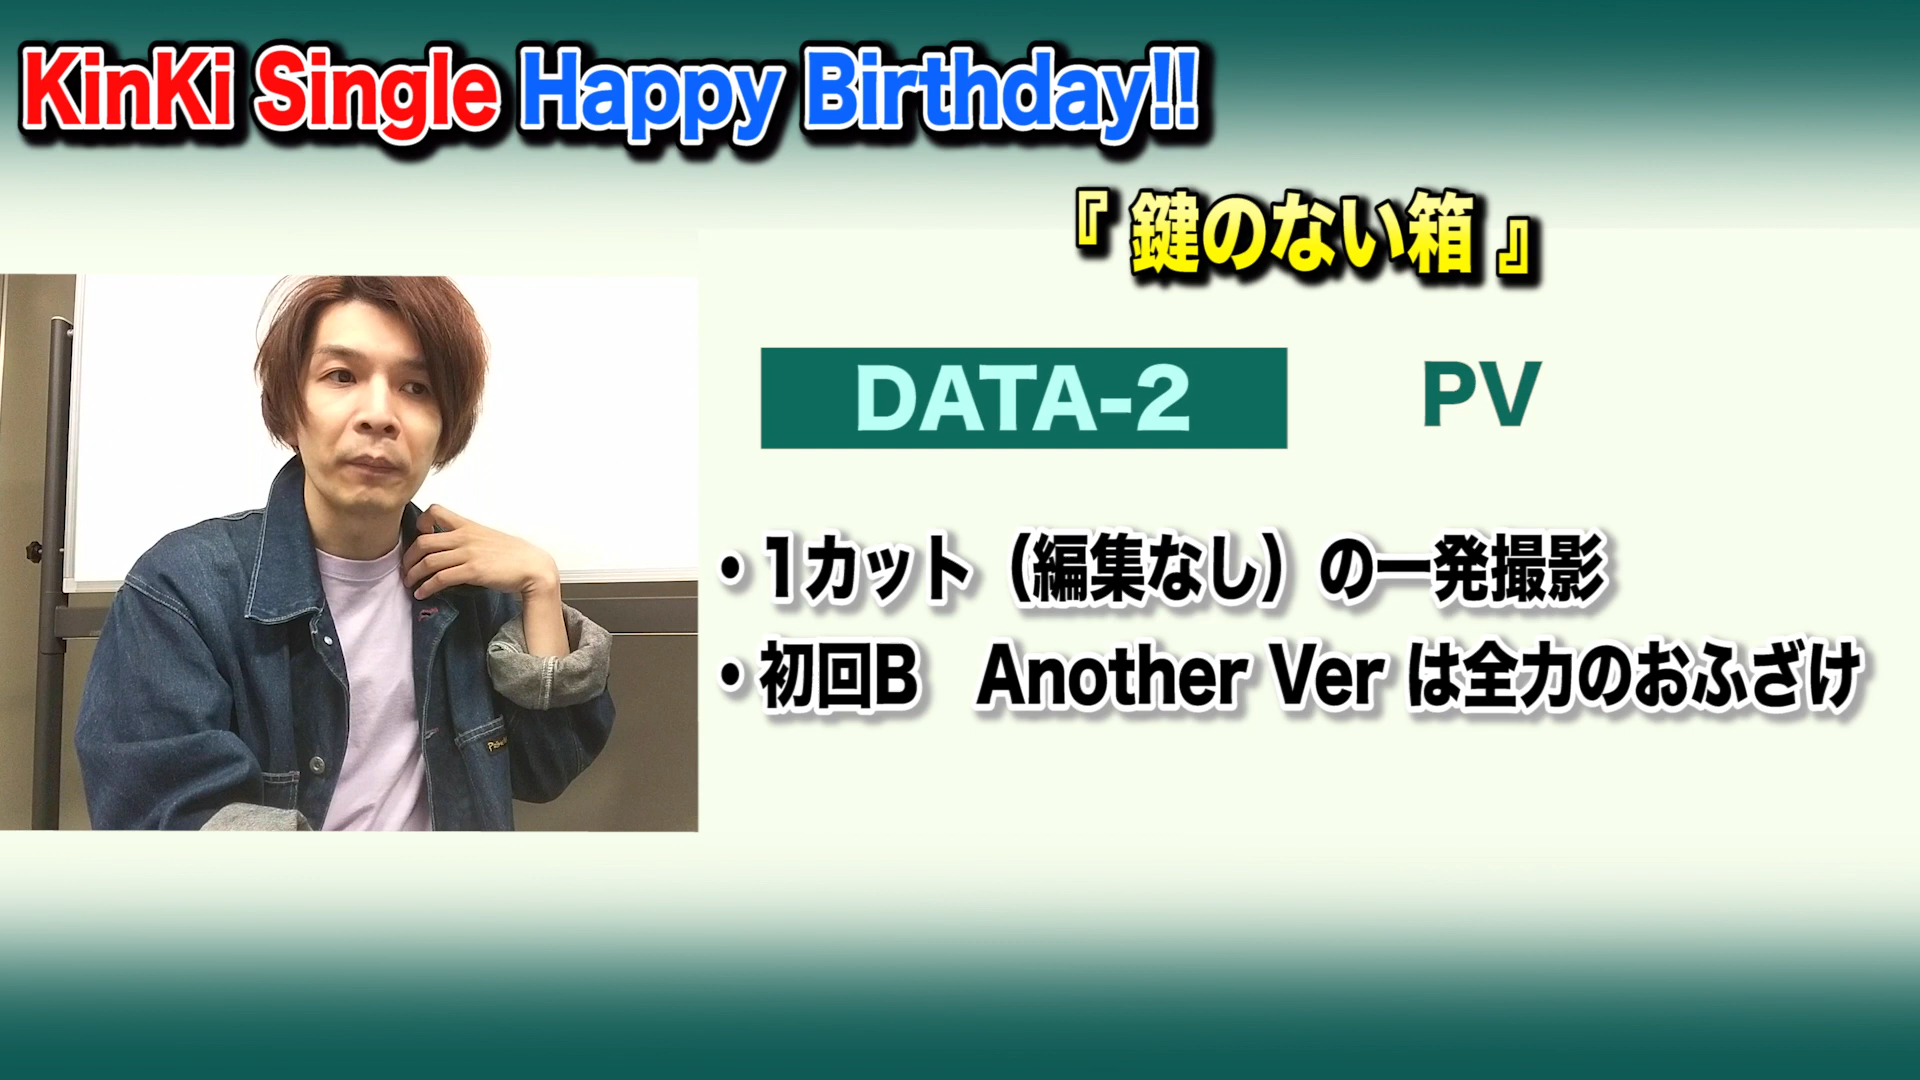 KinKi Single Happy Birthday!!
『 鍵のない箱 』
DATA-2 PV
・1カット（編集なし）の一発撮影
・初回B　Another Ver は全力のおふざけ